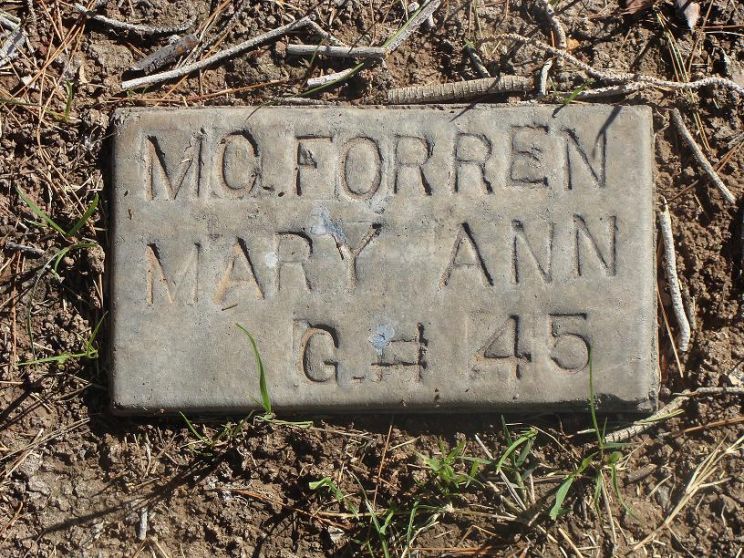 MC. FORREN
MARY ANN
G. # 45